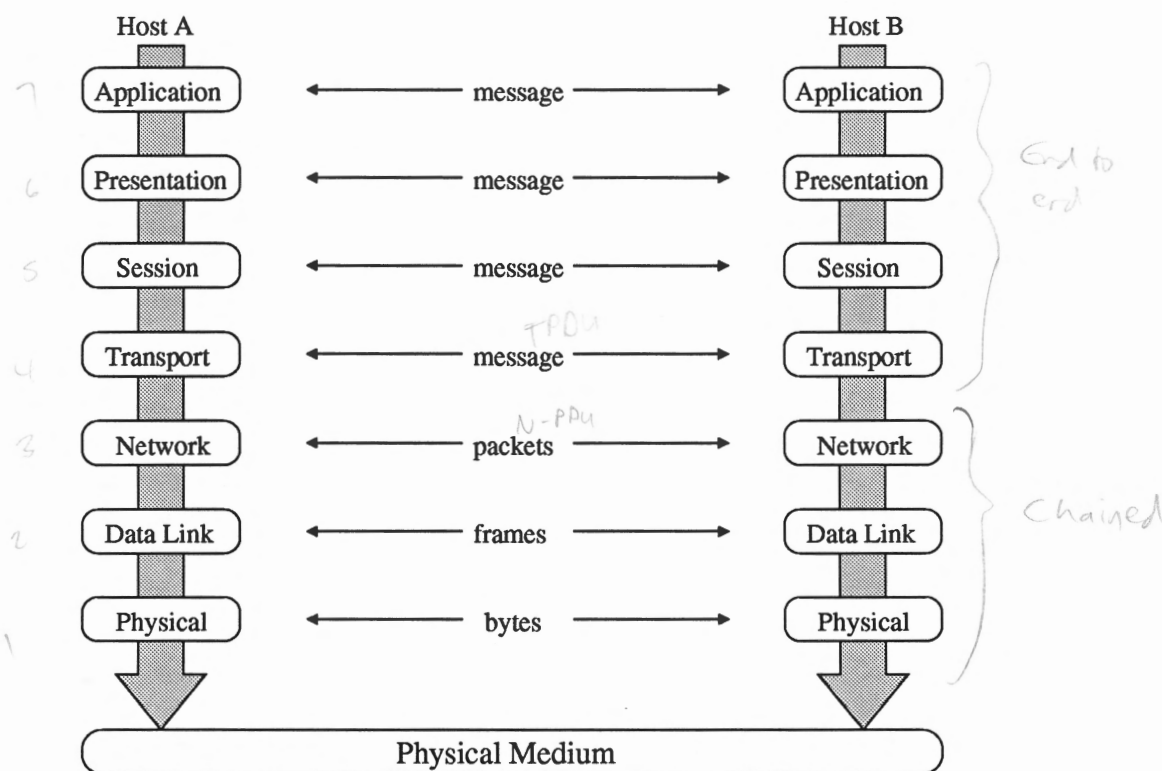 Host A Host B
7 Application message Application
End to
6 Presentation message Presentation
end
5 Session message Session
TPDU
4 Transport message Transport
N-PDU
3 Network packets Network
Chained
2 Data Link frames Data Link
1 Physical bytes Physical
Physical Medium